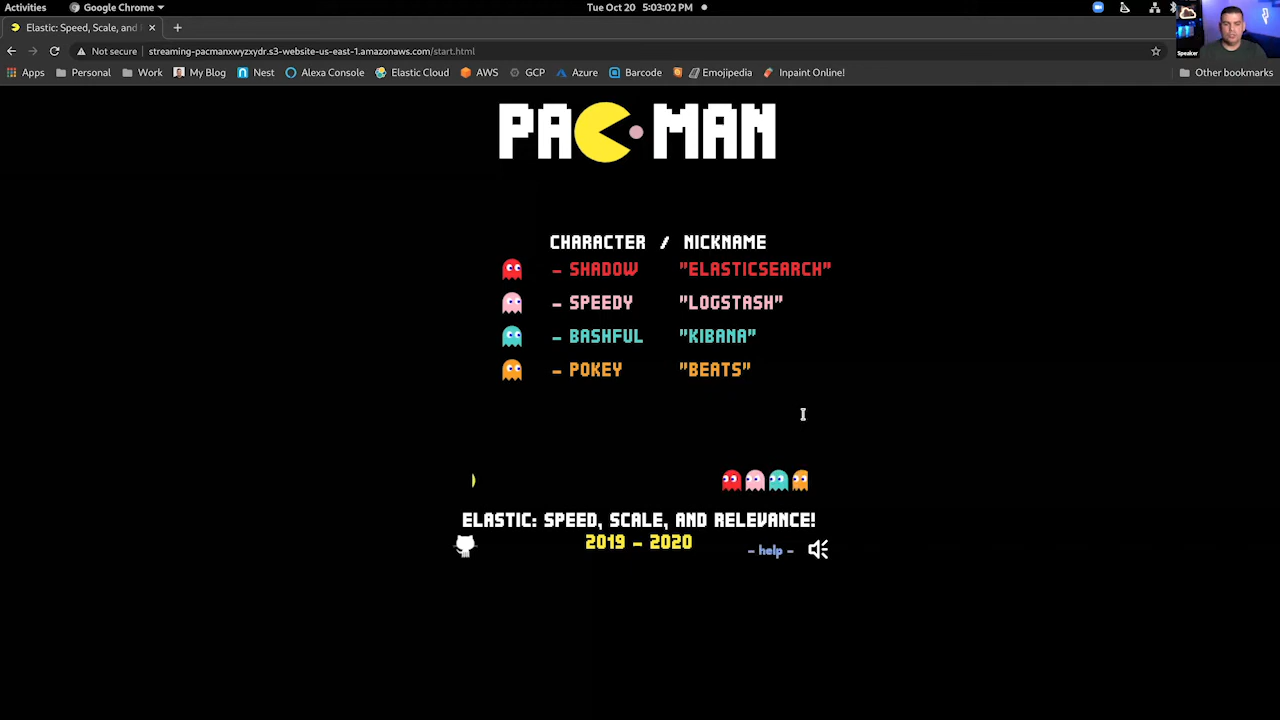 Activities
Google Chrome
Tue Oct 20 5:03:02 PM
Elastic: Speed, Scale, and
Not secure
streaming-pacmanxwyzxydr.s3-website-us-east-1.amazonaws.com/start.html
Speaker
Apps Personal Work My Blog Nest Alexa Console Elastic Cloud AWS GCP Azure Barcode Emojipedia Inpaint Online! Other bookmarks
PACMAN
CHARACTER / NICKNAME
- SHADOW "ELASTICSEARCH"
- SPEEDY "LOGSTASH"
- BASHFUL "KIBANA"
- POKEY "BEATS"
ELASTIC: SPEED, SCALE, AND RELEVANCE!
2019 - 2020
- help -